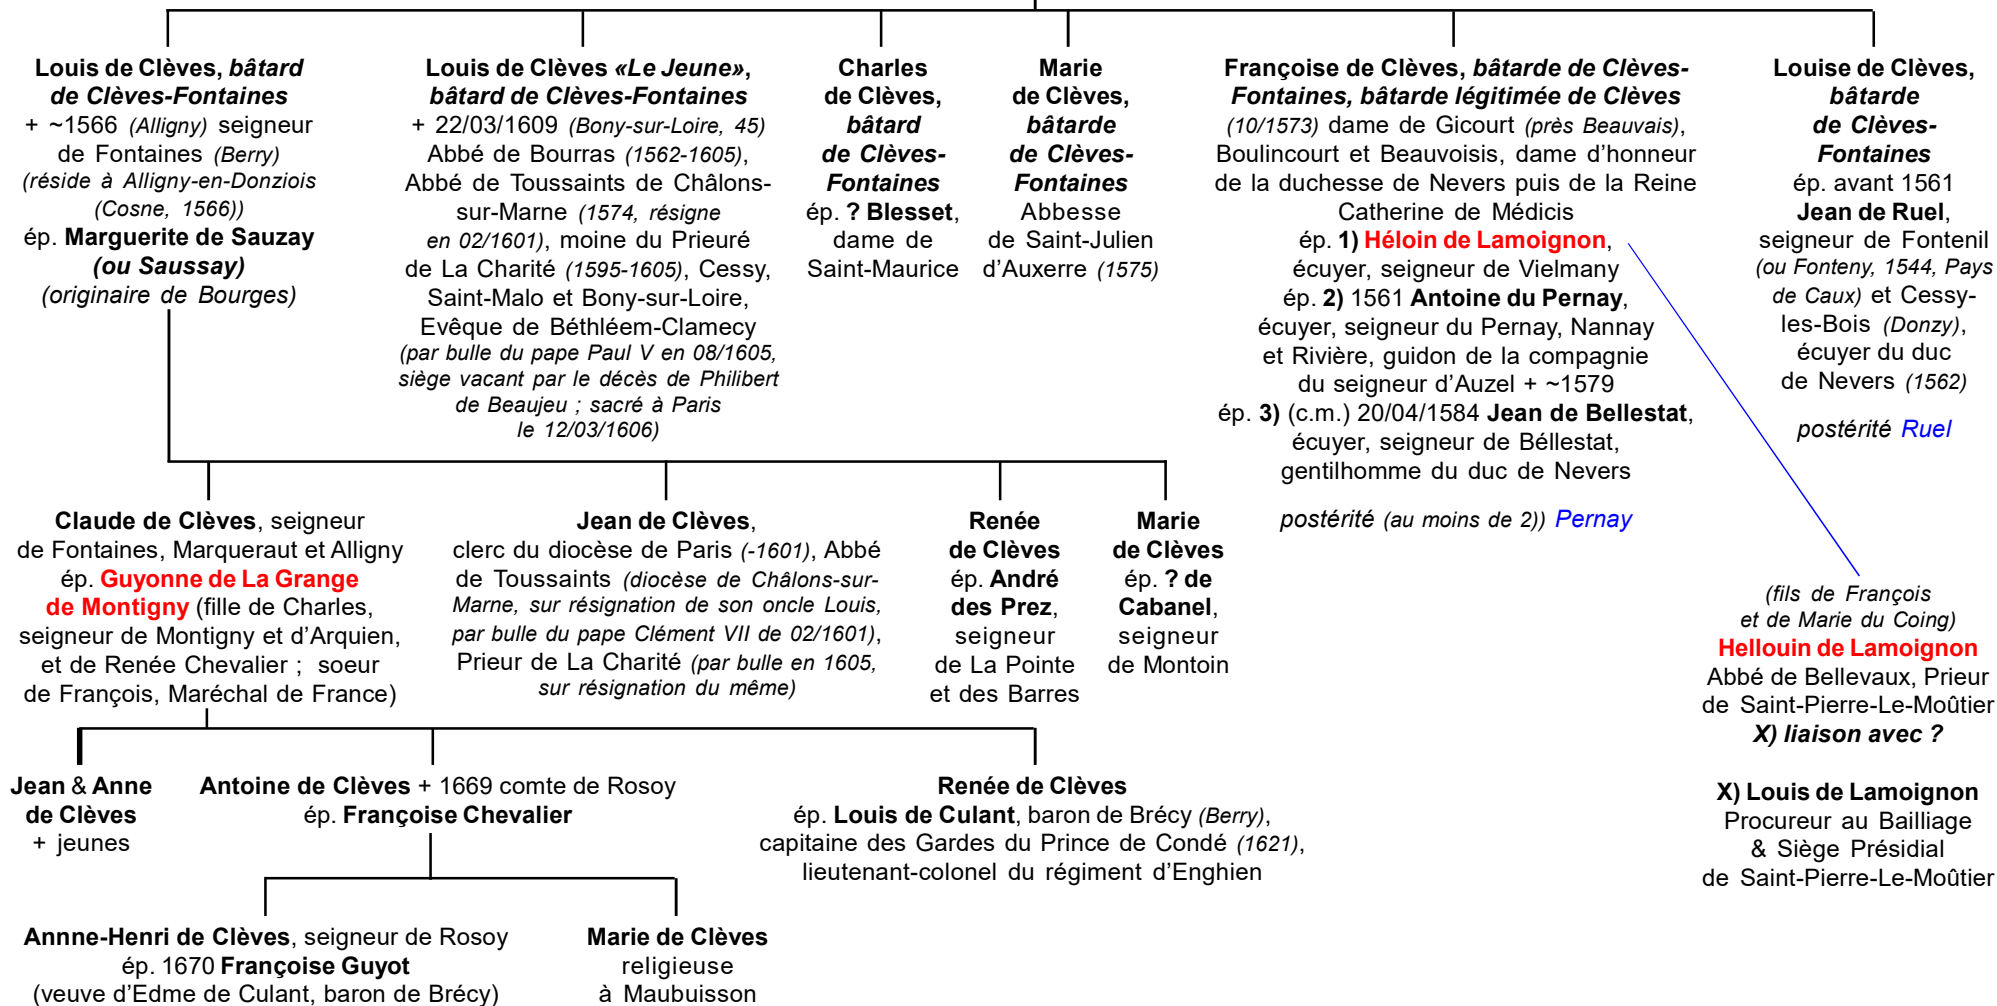 Louis de Clèves, bâtard
de Clèves-Fontaines
+ ~1566 (Alligny) seigneur
de Fontaines (Berry)
(réside à Alligny-en-Donziois
(Cosne, 1566))
ép. Marguerite de Sauzay
(ou Saussay)
(originaire de Bourges)
Louis de Clèves «Le Jeune»,
bâtard de Clèves-Fontaines
+ 22/03/1609 (Bony-sur-Loire, 45)
Abbé de Bourras (1562-1605),
Abbé de Toussaints de Châlons-
sur-Marne (1574, résigne
en 02/1601), moine du Prieuré
de La Charité (1595-1605), Cessy,
Saint-Malo et Bony-sur-Loire,
Evêque de Béthléem-Clamecy
(par bulle du pape Paul V en 08/1605,
siège vacant par le décès de Philibert
de Beaujeu ; sacré à Paris
le 12/03/1606)
Charles
de Clèves,
bâtard
de Clèves-
Fontaines
ép. ? Blesset,
dame de
Saint-Maurice
Marie
de Clèves,
bâtarde
de Clèves-
Fontaines
Abbesse
de Saint-Julien
d'Auxerre (1575)
Françoise de Clèves, bâtarde de Clèves-
Fontaines, bâtarde légitimée de Clèves
(10/1573) dame de Gicourt (près Beauvais),
Boulincourt et Beauvoisis, dame d'honneur
de la duchesse de Nevers puis de la Reine
Catherine de Médicis
ép. 1) Héloin de Lamoignon,
écuyer, seigneur de Vielmany
ép. 2) 1561 Antoine du Pernay,
écuyer, seigneur du Pernay, Nannay
et Rivière, guidon de la compagnie
du seigneur d'Auzel + ~1579
ép. 3) (c.m.) 20/04/1584 Jean de Bellestat,
écuyer, seigneur de Béllestat,
gentilhomme du duc de Nevers
postérité (au moins de 2)) Pernay
Louise de Clèves,
bâtarde
de Clèves-
Fontaines
ép. avant 1561
Jean de Ruel,
seigneur de Fontenil
(ou Fonteny, 1544, Pays
de Caux) et Cessy-
les-Bois (Donzy),
écuyer du duc
de Nevers (1562)
postérité Ruel
Claude de Clèves, seigneur
de Fontaines, Marqueraut et Alligny
ép. Guyonne de La Grange
de Montigny (fille de Charles,
seigneur de Montigny et d'Arquien,
et de Renée Chevalier ; soeur
de François, Maréchal de France)
Jean de Clèves,
clerc du diocèse de Paris (-1601), Abbé
de Toussaints (diocèse de Châlons-sur-
Marne, sur résignation de son oncle Louis,
par bulle du pape Clément VII de 02/1601),
Prieur de La Charité (par bulle en 1605,
sur résignation du même)
Renée
de Clèves
ép. André
des Prez,
seigneur
de La Pointe
et des Barres
Marie
de Clèves
ép. ? de
Cabanel,
seigneur
de Montoin
(fils de François
et de Marie du Coing)
Hellouin de Lamoignon
Abbé de Bellevaux, Prieur
de Saint-Pierre-Le-Moûtier
X) liaison avec ?
X) Louis de Lamoignon
Procureur au Bailliage
& Siège Présidial
de Saint-Pierre-Le-Moûtier
Jean & Anne
de Clèves
+ jeunes
Antoine de Clèves + 1669 comte de Rosoy
ép. Françoise Chevalier
Renée de Clèves
ép. Louis de Culant, baron de Brécy (Berry),
capitaine des Gardes du Prince de Condé (1621),
lieutenant-colonel du régiment d'Enghien
Annne-Henri de Clèves, seigneur de Rosoy
ép. 1670 Françoise Guyot
(veuve d'Edme de Culant, baron de Brécy)
Marie de Clèves
religieuse
à Maubuisson